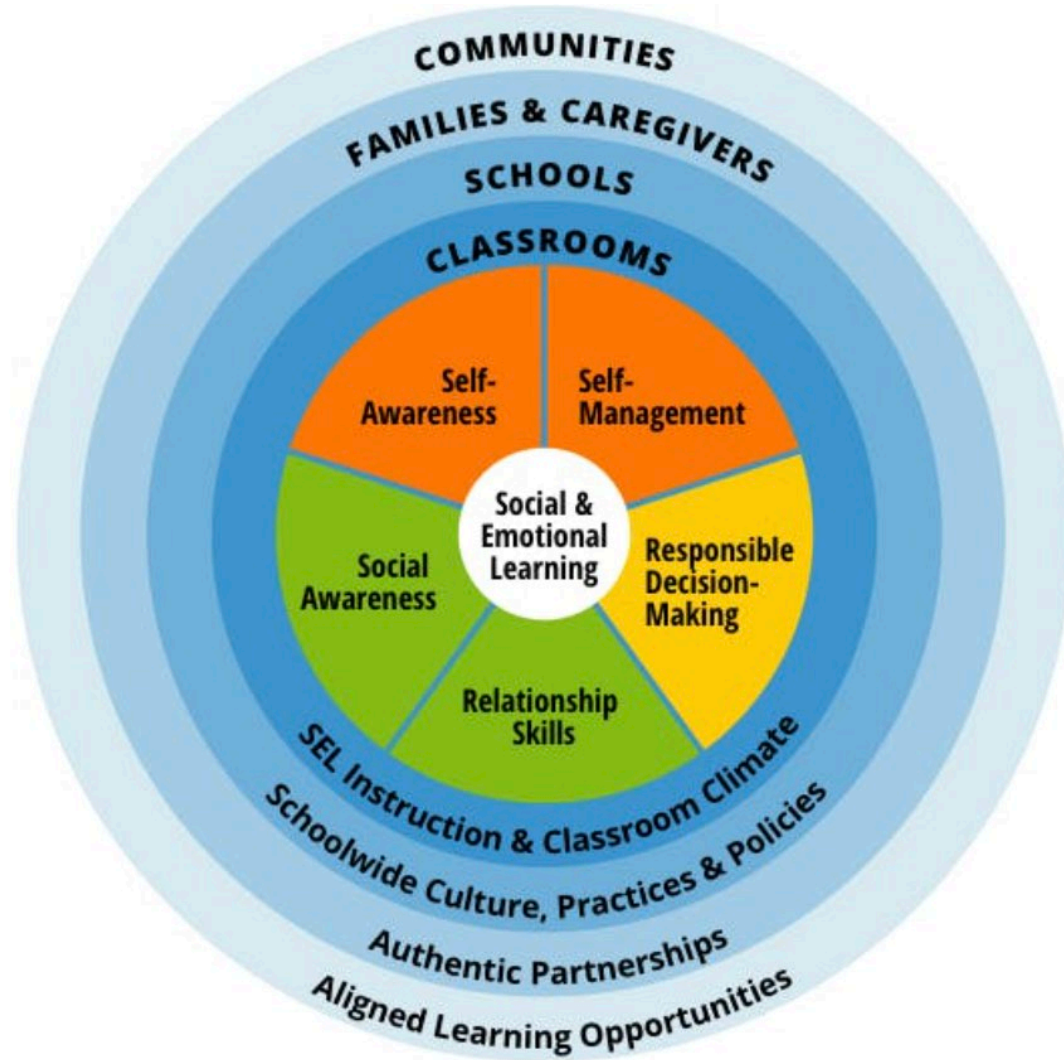 COMMUNITIES
FAMILIES & CAREGIVERS
SCHOOLS
CLASSROOMS
Self-
Awareness
Self-
Management
Social &
Emotional
Learning
Social
Awareness
Responsible
Decision-
Making
Relationship
Skills
SEL Instruction & Classroom Climate
Schoolwide Culture, Practices & Policies
Authentic Partnerships
Aligned Learning Opportunities